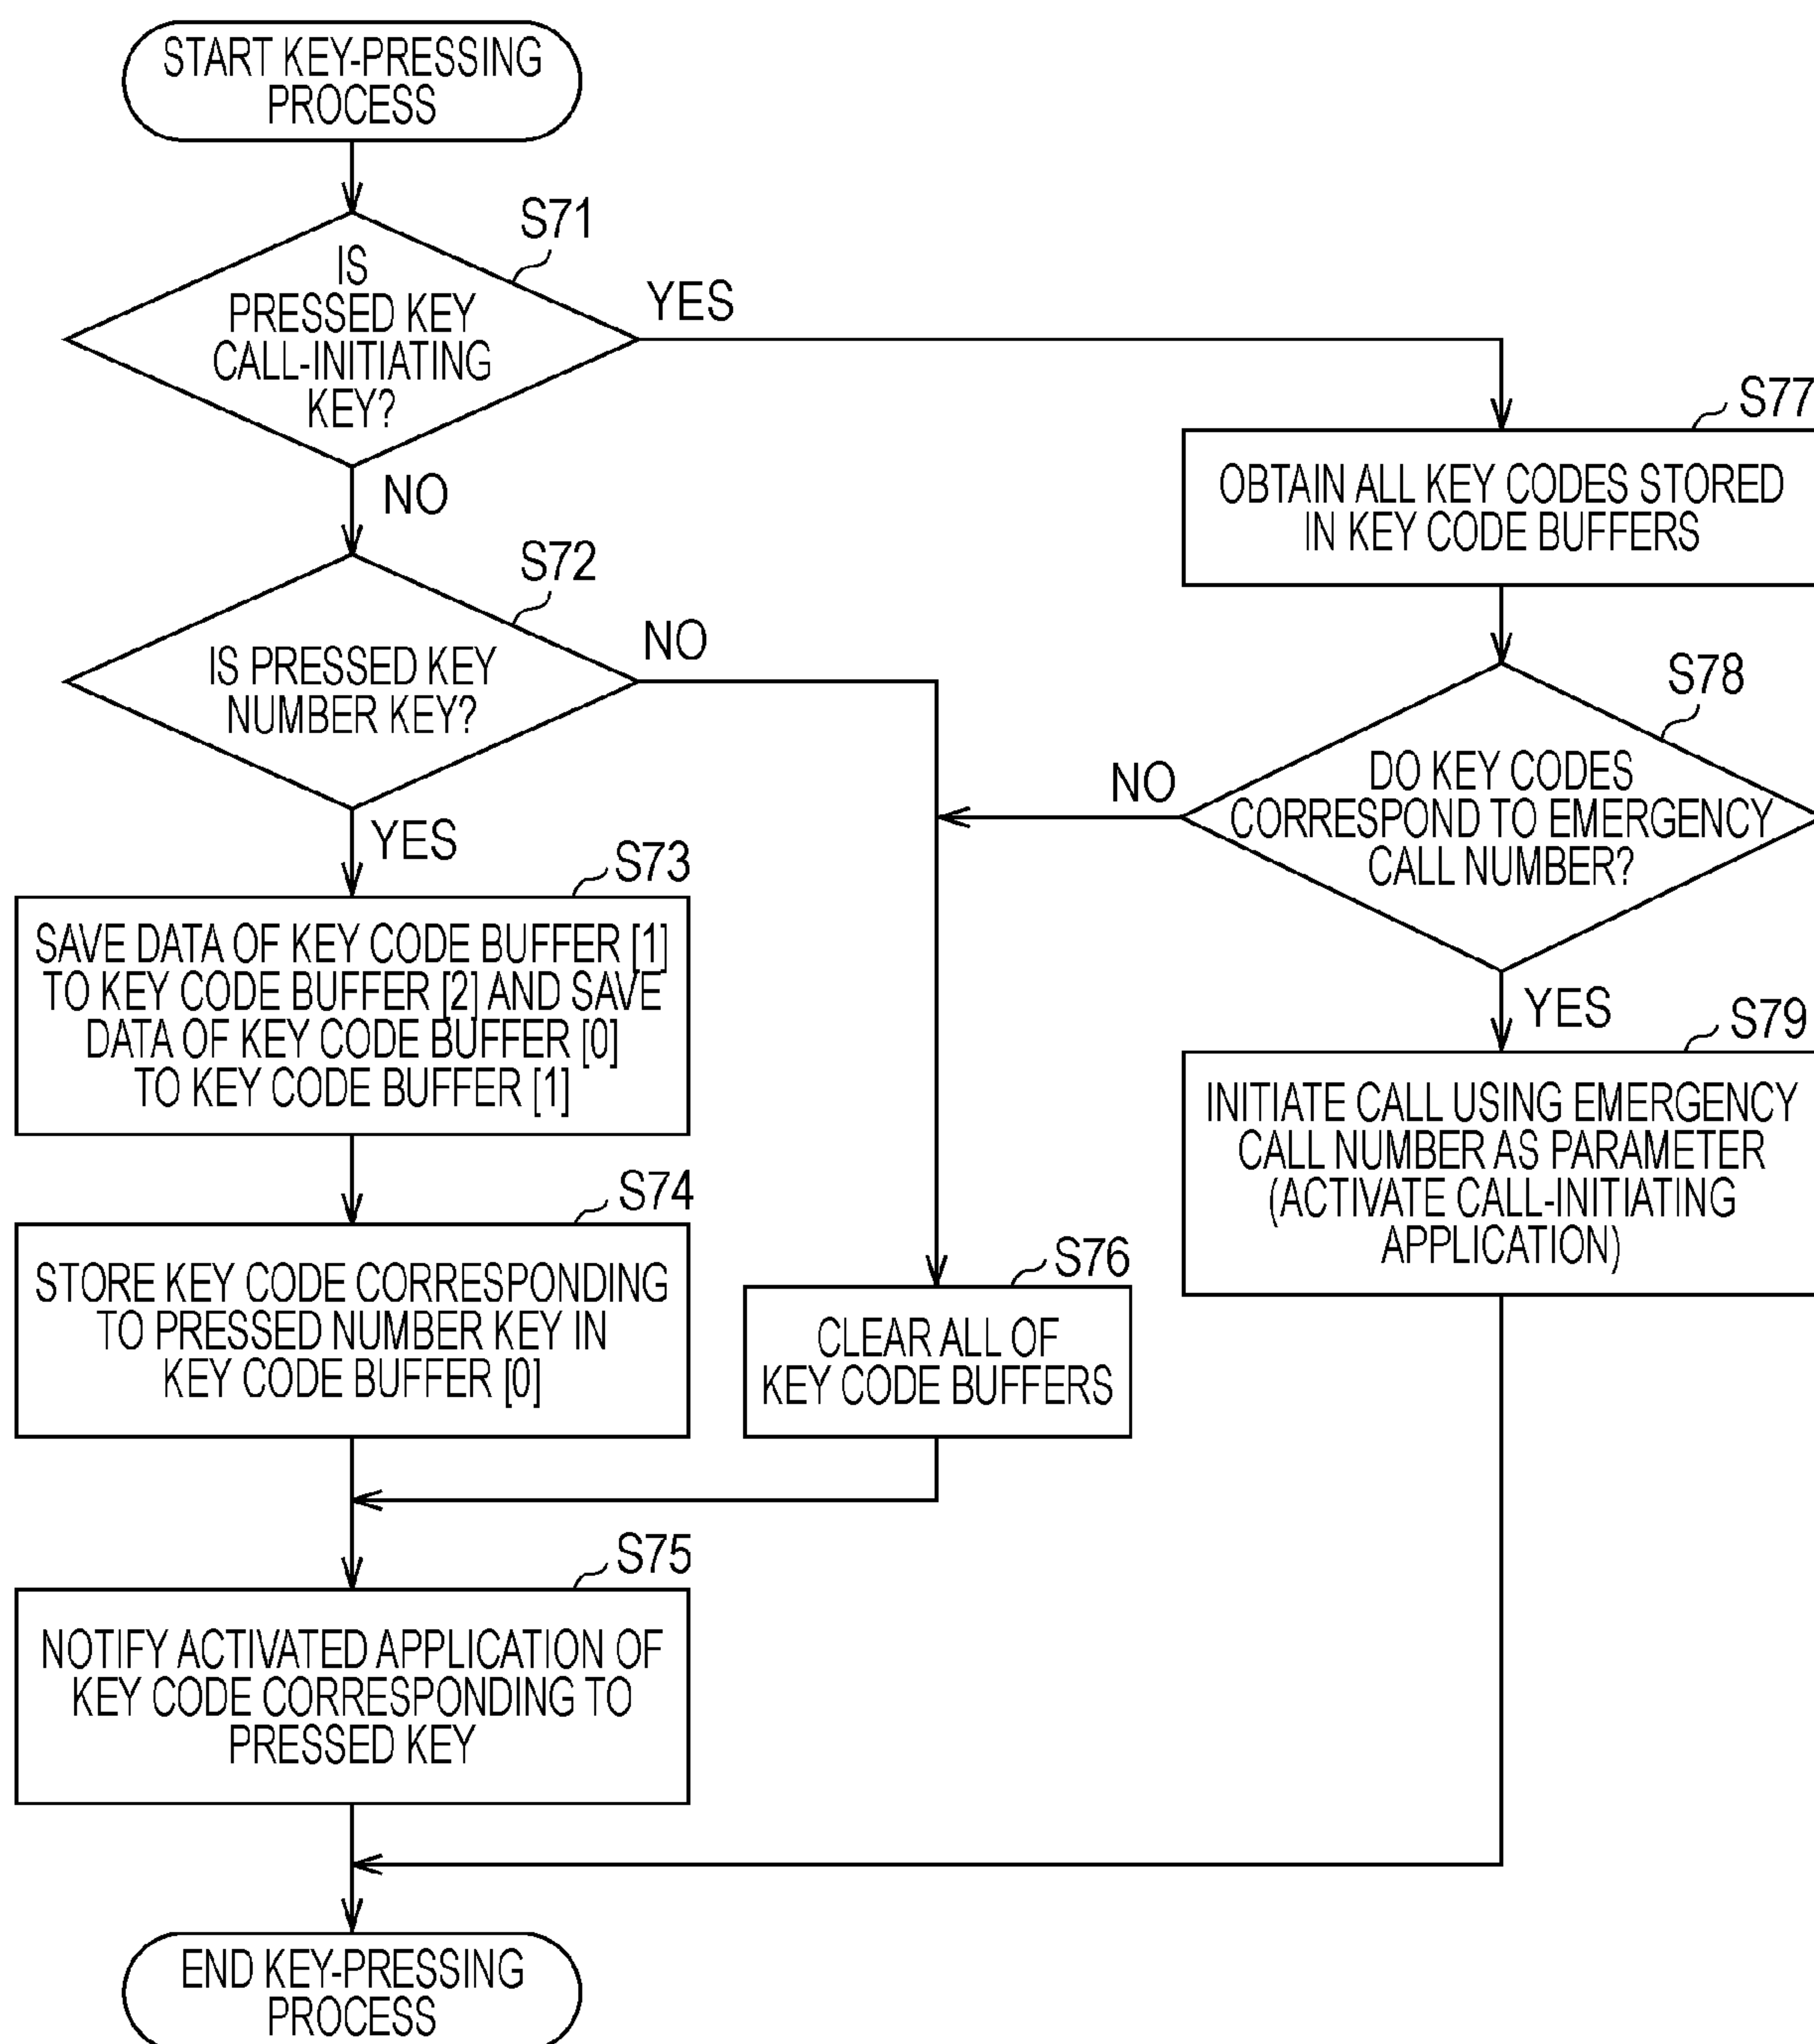 START KEY-PRESSING
PROCESS
S71
IS
PRESSED KEY
CALL-INITIATING
KEY?
YES
NO
S77
OBTAIN ALL KEY CODES STORED
IN KEY CODE BUFFERS
S72
IS PRESSED KEY
NUMBER KEY?
NO
YES
S78
DO KEY CODES
CORRESPOND TO EMERGENCY
CALL NUMBER?
NO
YES
S73
SAVE DATA OF KEY CODE BUFFER [1]
TO KEY CODE BUFFER [2] AND SAVE
DATA OF KEY CODE BUFFER [0]
TO KEY CODE BUFFER [1]
S79
INITIATE CALL USING EMERGENCY
CALL NUMBER AS PARAMETER
(ACTIVATE CALL-INITIATING
APPLICATION)
S74
STORE KEY CODE CORRESPONDING
TO PRESSED NUMBER KEY IN
KEY CODE BUFFER [0]
S76
CLEAR ALL OF
KEY CODE BUFFERS
S75
NOTIFY ACTIVATED APPLICATION OF
KEY CODE CORRESPONDING TO
PRESSED KEY
END KEY-PRESSING
PROCESS